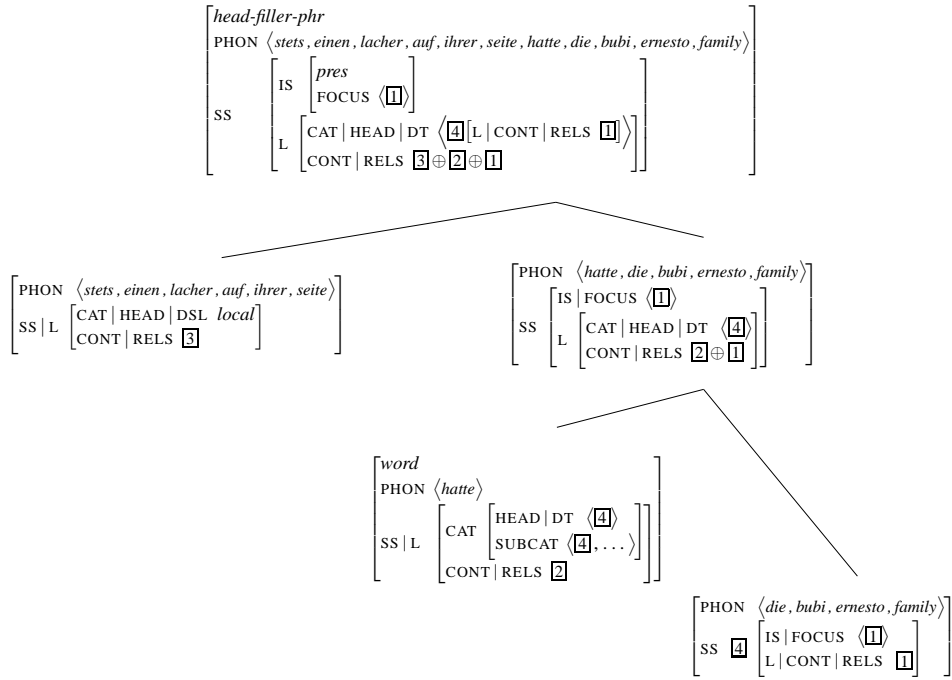 head-filler-phr
PHON ⟨stets, einen, lacher, auf, ihrer, seite, hatte, die, bubi, ernesto, family⟩
SS
IS
pres
FOCUS ⟨1⟩
L
CAT | HEAD | DT ⟨4[L | CONT | RELS 1]⟩
CONT | RELS 3⊕2⊕1
PHON ⟨stets, einen, lacher, auf, ihrer, seite⟩
SS | L
CAT | HEAD | DSL local
CONT | RELS 3
PHON ⟨hatte, die, bubi, ernesto, family⟩
SS
IS | FOCUS ⟨1⟩
L
CAT | HEAD | DT ⟨4⟩
CONT | RELS 2⊕1
word
PHON ⟨hatte⟩
SS | L
CAT
HEAD | DT ⟨4⟩
SUBCAT ⟨4, ...⟩
CONT | RELS 2
PHON ⟨die, bubi, ernesto, family⟩
SS 4
IS | FOCUS ⟨1⟩
L | CONT | RELS 1